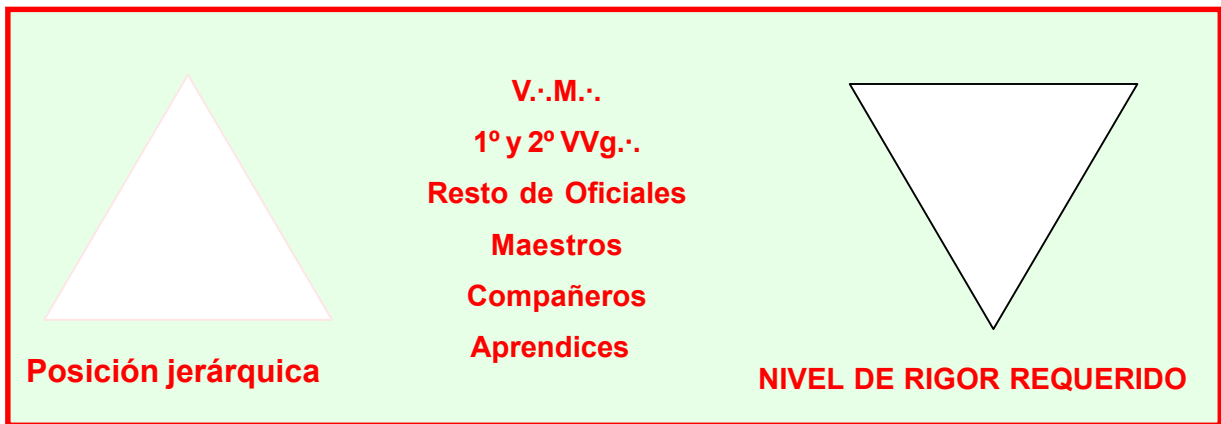 V.·.M.·.
1º y 2º VVg.·.
Resto de Oficiales
Maestros
Compañeros
Aprendices
Posición jerárquica
NIVEL DE RIGOR REQUERIDO